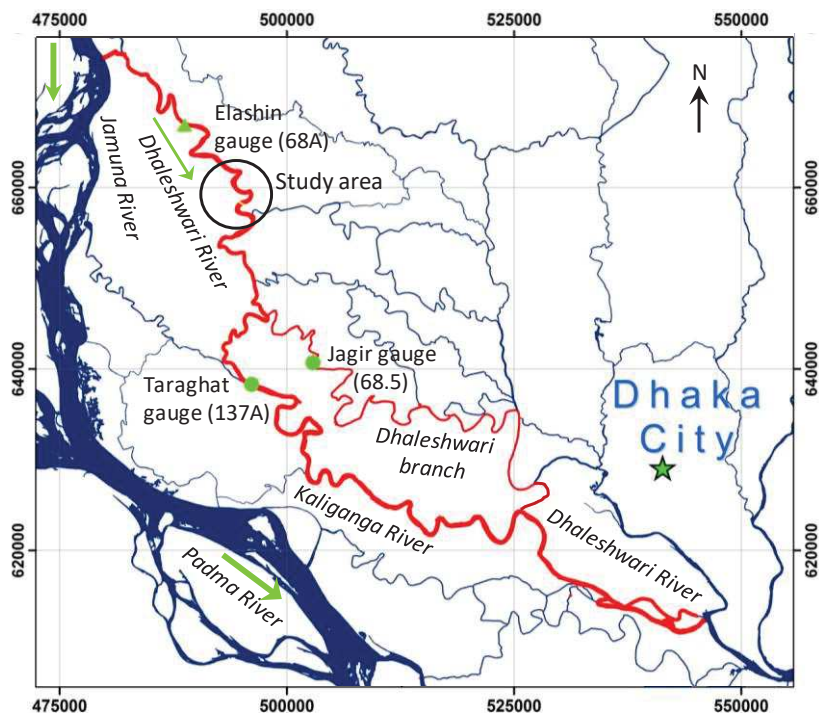 475000
500000
525000
550000
N
Elashin
gauge (68A)
Jamuna River
Dhaleshwari River
Study area
660000
660000
Jagir gauge
(68.5)
640000
640000
Taraghat
gauge (137A)
Dhaka
City
Dhaleshwari
branch
Kaliganga River
Dhaleshwari River
620000
620000
Padma River
475000
500000
525000
550000